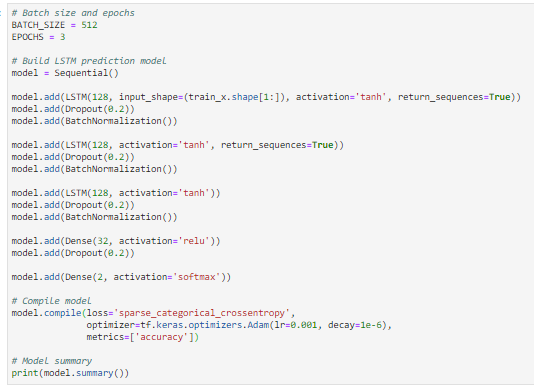 # Batch size and epochs
BATCH_SIZE = 512
EPOCHS = 3
# Build LSTM prediction model
model = Sequential()
model.add(LSTM(128, input_shape=(train_x.shape[1:]), activation='tanh', return_sequences=True))
model.add(Dropout(0.2))
model.add(BatchNormalization())
model.add(LSTM(128, activation='tanh', return_sequences=True))
model.add(Dropout(0.2))
model.add(BatchNormalization())
model.add(LSTM(128, activation='tanh'))
model.add(Dropout(0.2))
model.add(BatchNormalization())
model.add(Dense(32, activation='relu'))
model.add(Dropout(0.2))
model.add(Dense(2, activation='softmax'))
# Compile model
model.compile(loss='sparse_categorical_crossentropy',
optimizer=tf.keras.optimizers.Adam(lr=0.001, decay=1e-6),
metrics=['accuracy'])
# Model summary
print(model.summary())